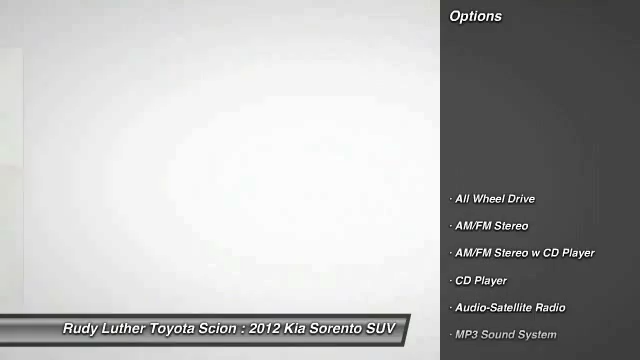 Options
· All Wheel Drive
· AM/FM Stereo
· AM/FM Stereo w CD Player
· CD Player
· Audio-Satellite Radio
· MP3 Sound System
Rudy Luther Toyota Scion : 2012 Kia Sorento SUV